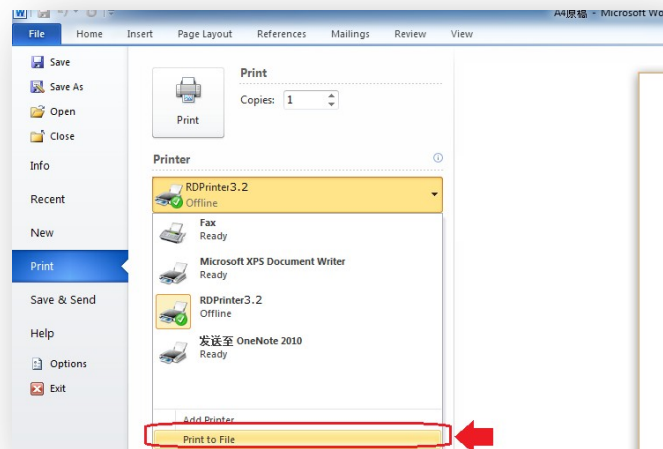 A4原稿 - Microsoft Wo
File Home Insert Page Layout References Mailings Review View
Save
Save As
Open
Close
Info
Recent
New
Print
Save & Send
Help
Options
Exit
Print
Print
Copies: 1
Printer
RDPrinter3.2
Offline
Fax
Ready
Microsoft XPS Document Writer
Ready
RDPrinter3.2
Offline
发送至 OneNote 2010
Ready
Add Printer
Print to File